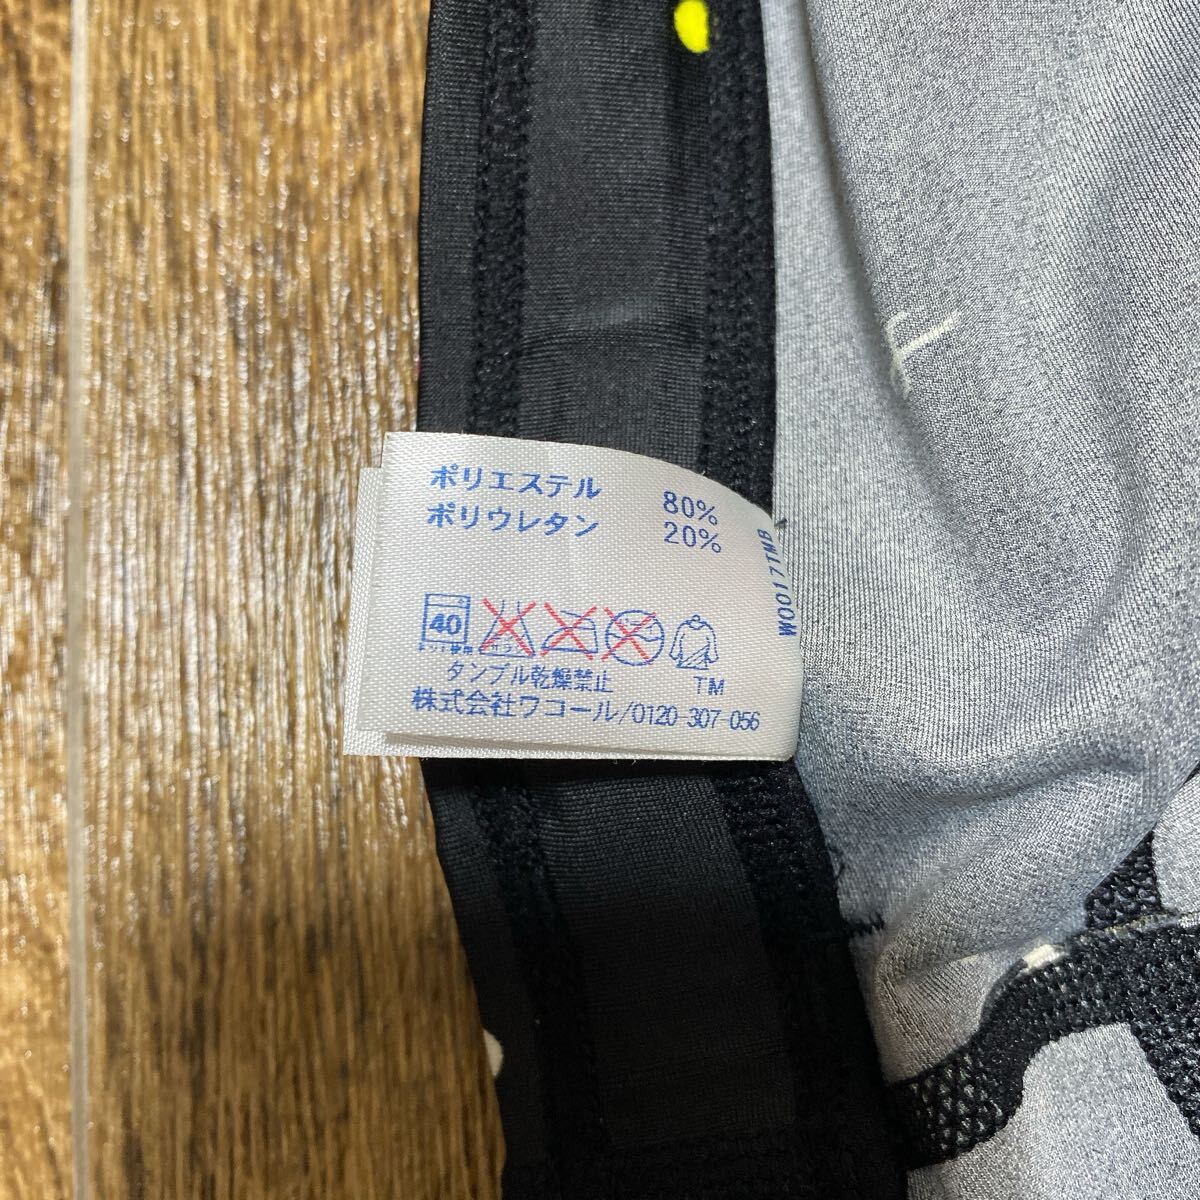 ポリエステル 80%
ポリウレタン 20%
40
タンブル乾燥禁止 TM
株式会社ワコール/0120 307-056